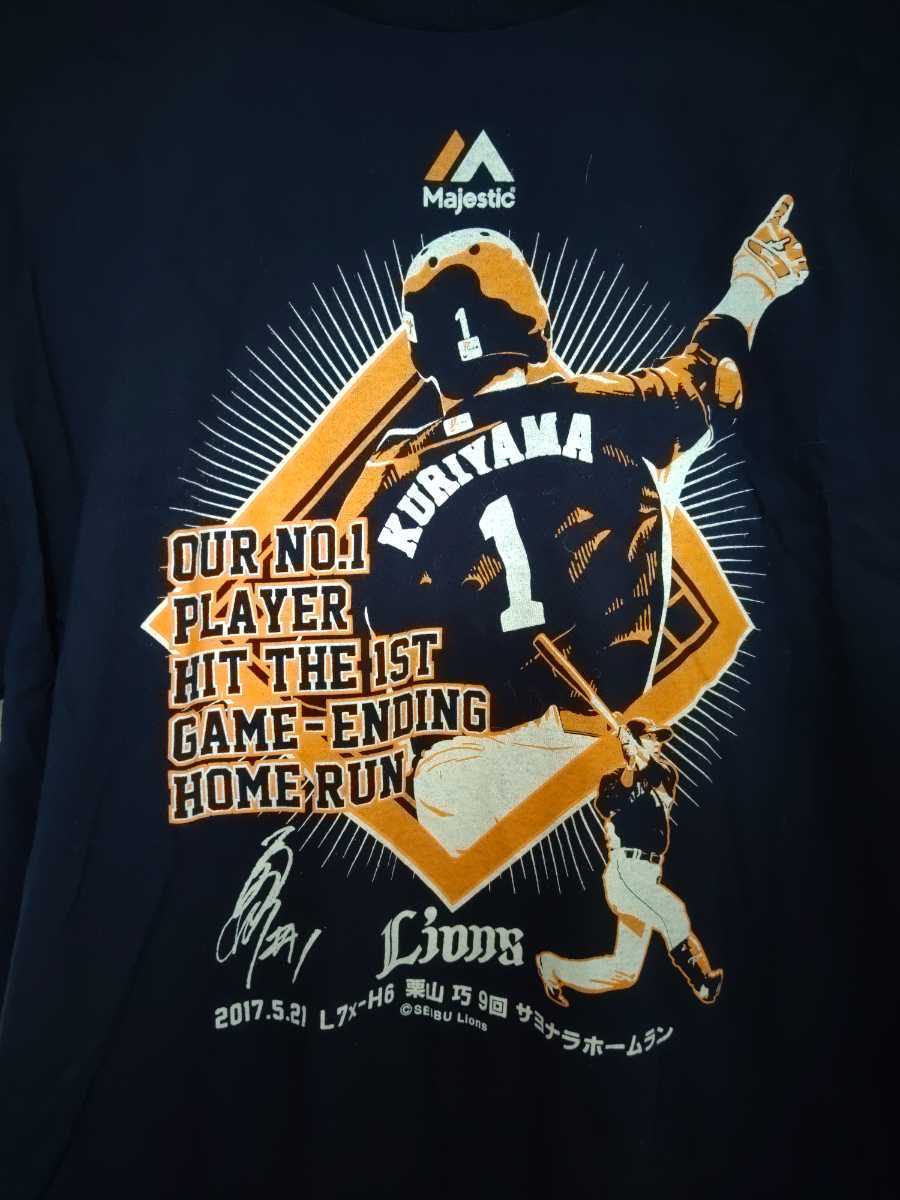 Majestic®
1
KURIYAMA
1
OUR NO.1
PLAYER
HIT THE 1ST
GAME-ENDING
HOME RUN
#1
Lions
2017.5.21 L7x-H6 栗山 巧 9回 サヨナラホームラン
©SEIBU Lions